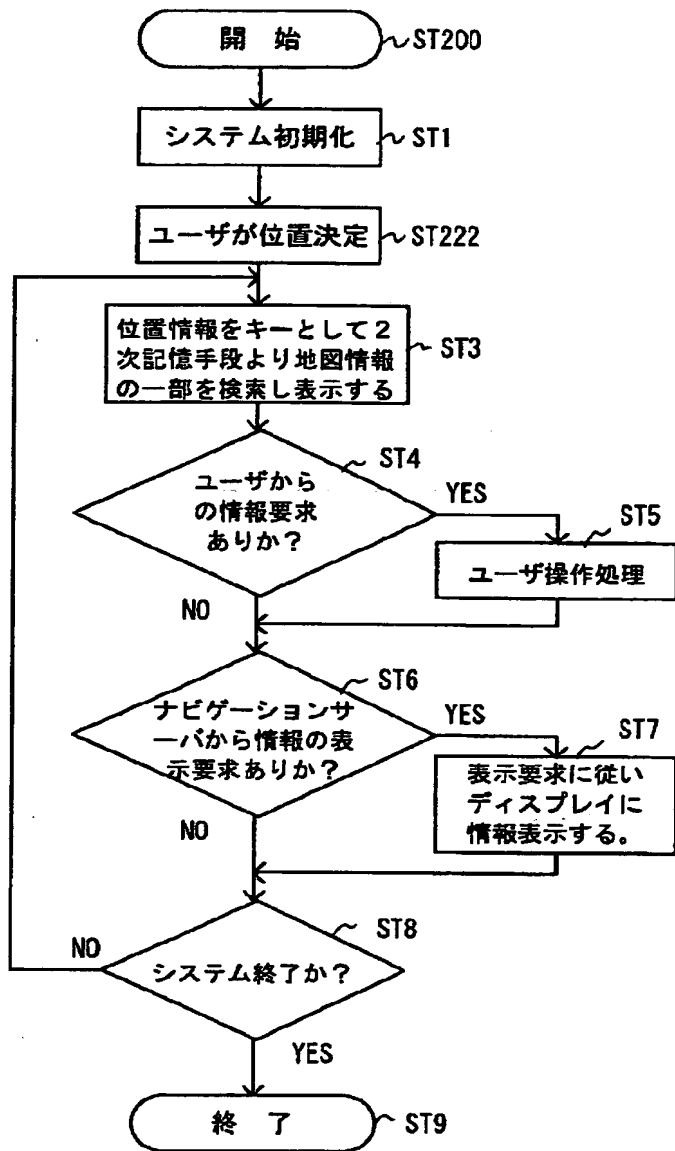 開 始 ST200
システム初期化 ST1
ユーザが位置決定 ST222
位置情報をキーとして2
次記憶手段より地図情報
の一部を検索し表示する
ST3
ST4
ユーザから
の情報要求
ありか?
YES
ST5
ユーザ操作処理
NO
ST6
ナビゲーションサ
ーバから情報の表
示要求ありか?
YES
ST7
表示要求に従い
ディスプレイに
情報表示する。
NO
ST8
NO
システム終了か?
YES
終 了 ST9